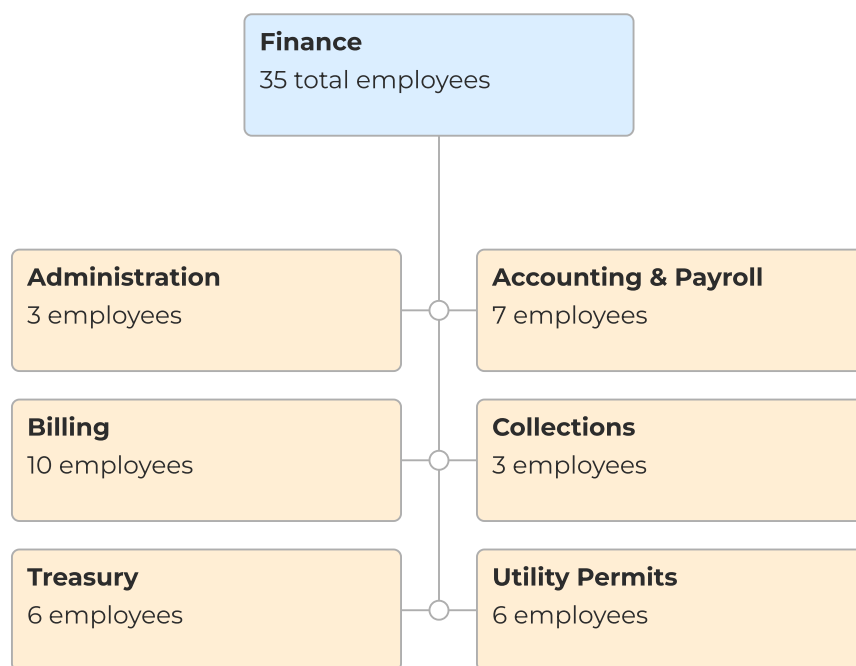 Finance
35 total employees
Administration
3 employees
Accounting & Payroll
7 employees
Billing
10 employees
Collections
3 employees
Treasury
6 employees
Utility Permits
6 employees